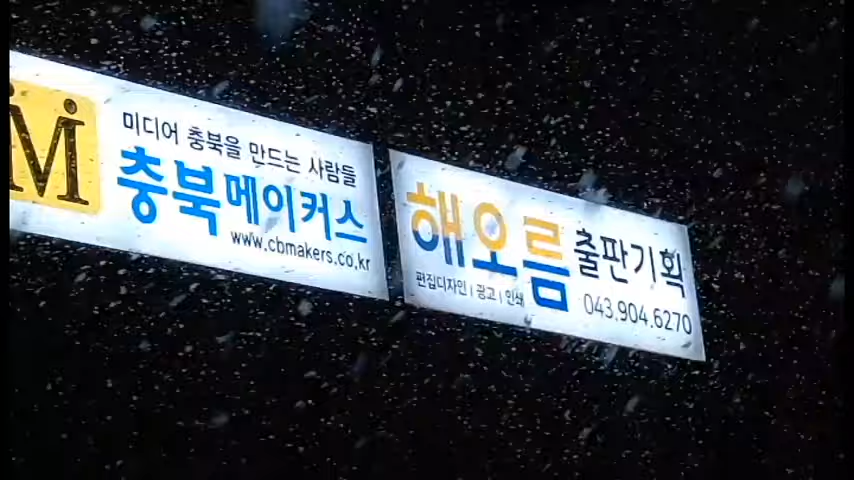 Mi
미디어 충북을 만드는 사람들
충북메이커스
www.cbmakers.co.kr
해오름 출판기획
편집디자인 | 광고 | 인쇄
043.904.6270